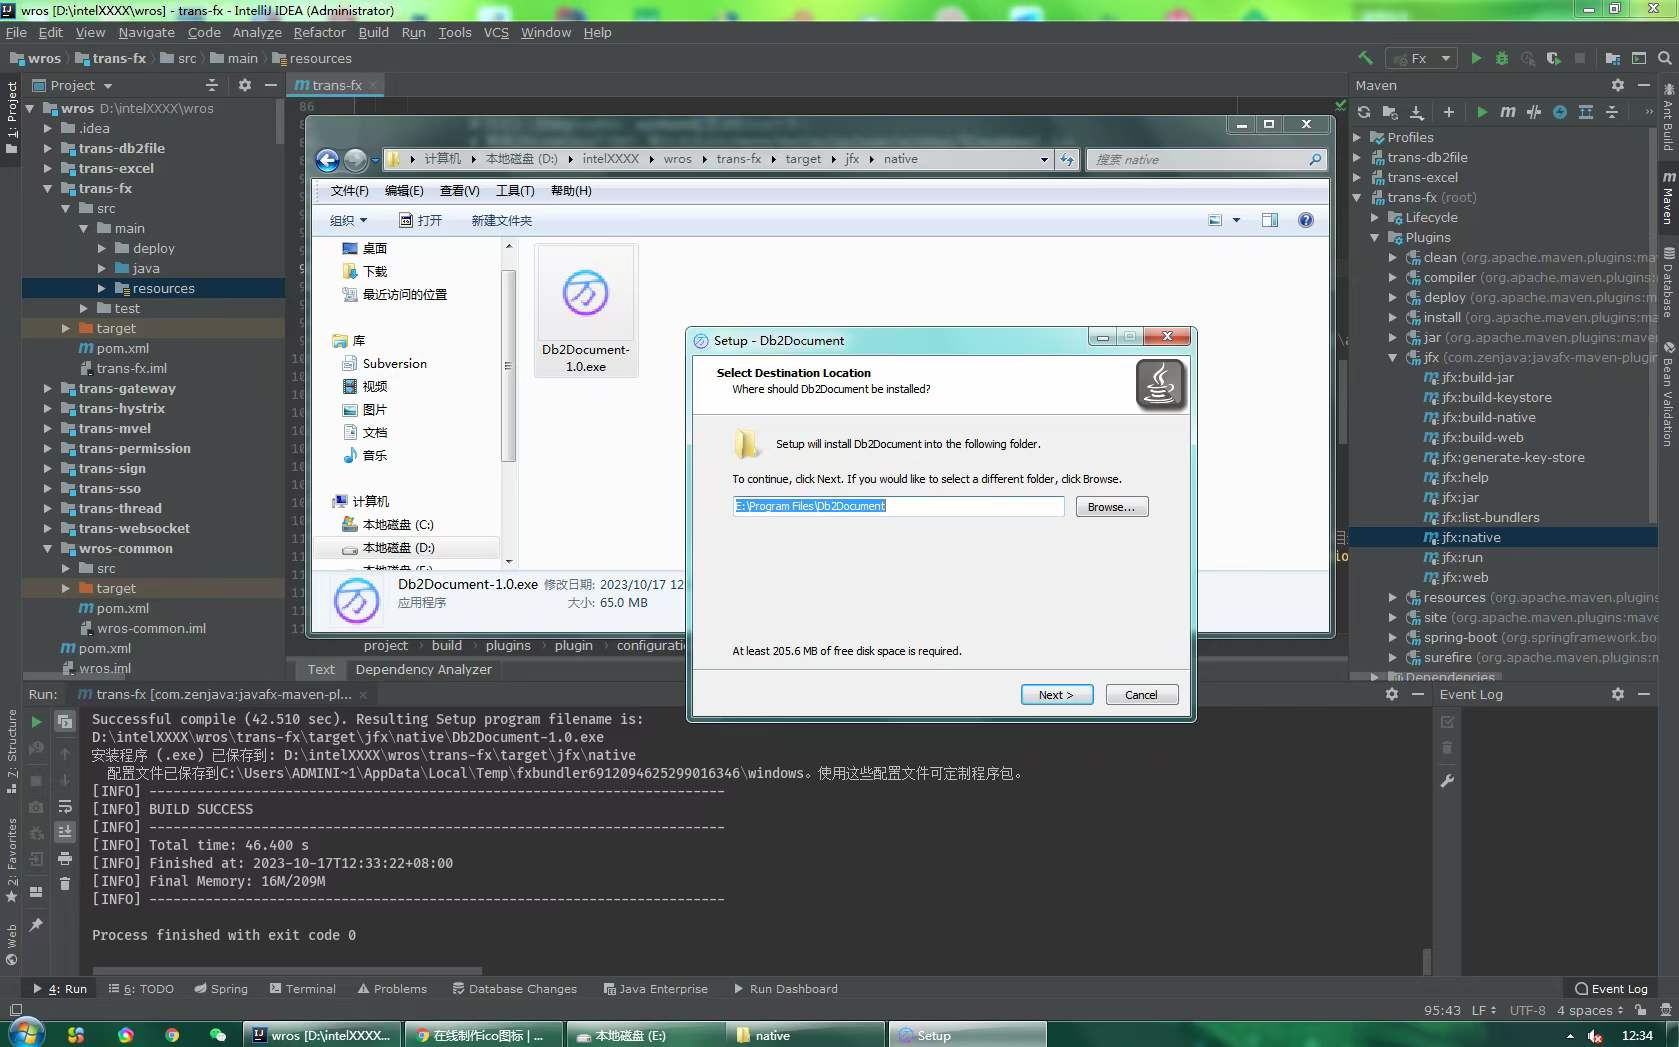 wros [D:\intelXXXX\wros] - trans-fx - IntelliJ IDEA (Administrator)
File Edit View Navigate Code Analyze Refactor Build Run Tools VCS Window Help
wros trans-fx src main resources
Fx
1: Project
Project
wros D:\intelXXXX\wros
.idea
trans-db2file
trans-excel
trans-fx
src
main
deploy
java
resources
test
target
pom.xml
trans-fx.iml
trans-gateway
trans-hystrix
trans-mvel
trans-permission
trans-sign
trans-sso
trans-thread
trans-websocket
wros-common
src
target
pom.xml
wros-common.iml
pom.xml
wros.iml
trans-fx
86
计算机 本地磁盘 (D:) intelXXXX wros trans-fx target jfx native
搜索 native
文件(F) 编辑(E) 查看(V) 工具(T) 帮助(H)
组织 打开 新建文件夹
桌面
下载
最近访问的位置
库
Subversion
视频
图片
文档
音乐
计算机
本地磁盘 (C:)
本地磁盘 (D:)
Db2Document-
1.0.exe
Db2Document-1.0.exe 修改日期: 2023/10/17 12
应用程序 大小: 65.0 MB
Setup - Db2Document
Select Destination Location
Where should Db2Document be installed?
Setup will install Db2Document into the following folder.
To continue, click Next. If you would like to select a different folder, click Browse.
E:\Program Files\Db2Document
Browse...
At least 205.6 MB of free disk space is required.
Next >
Cancel
project build plugins plugin configuratio
Text Dependency Analyzer
Maven
Profiles
trans-db2file
trans-excel
trans-fx (root)
Lifecycle
Plugins
clean (org.apache.maven.plugins:ma
compiler (org.apache.maven.plugins:
deploy (org.apache.maven.plugins:m
install (org.apache.maven.plugins:ma
jar (org.apache.maven.plugins:maver
jfx (com.zenjava:javafx-maven-plugin
jfx:build-jar
jfx:build-keystore
jfx:build-native
jfx:build-web
jfx:generate-key-store
jfx:help
jfx:jar
jfx:list-bundlers
jfx:native
jfx:run
jfx:web
resources (org.apache.maven.plugins
site (org.apache.maven.plugins:mave
spring-boot (org.springframework.bo
surefire (org.apache.maven.plugins:m
Dependencies
Ant Build
Maven
Database
Bean Validation
Run: trans-fx [com.zenjava:javafx-maven-pl...
Event Log
Successful compile (42.510 sec). Resulting Setup program filename is:
D:\intelXXXX\wros\trans-fx\target\jfx\native\Db2Document-1.0.exe
安装程序 (.exe) 已保存到: D:\intelXXXX\wros\trans-fx\target\jfx\native
配置文件已保存到C:\Users\ADMINI~1\AppData\Local\Temp\fxbundler6912094625299016346\windows。使用这些配置文件可定制程序包。
[INFO] ------------------------------------------------------------------------
[INFO] BUILD SUCCESS
[INFO] ------------------------------------------------------------------------
[INFO] Total time: 46.400 s
[INFO] Finished at: 2023-10-17T12:33:22+08:00
[INFO] Final Memory: 16M/209M
[INFO] ------------------------------------------------------------------------
Process finished with exit code 0
7: Structure
2: Favorites
Web
4: Run 6: TODO Spring Terminal Problems Database Changes Java Enterprise Run Dashboard Event Log
95:43 LF UTF-8 4 spaces
wros [D:\intelXXXX... 在线制作ico图标 | ... 本地磁盘 (E:) native Setup 12:34